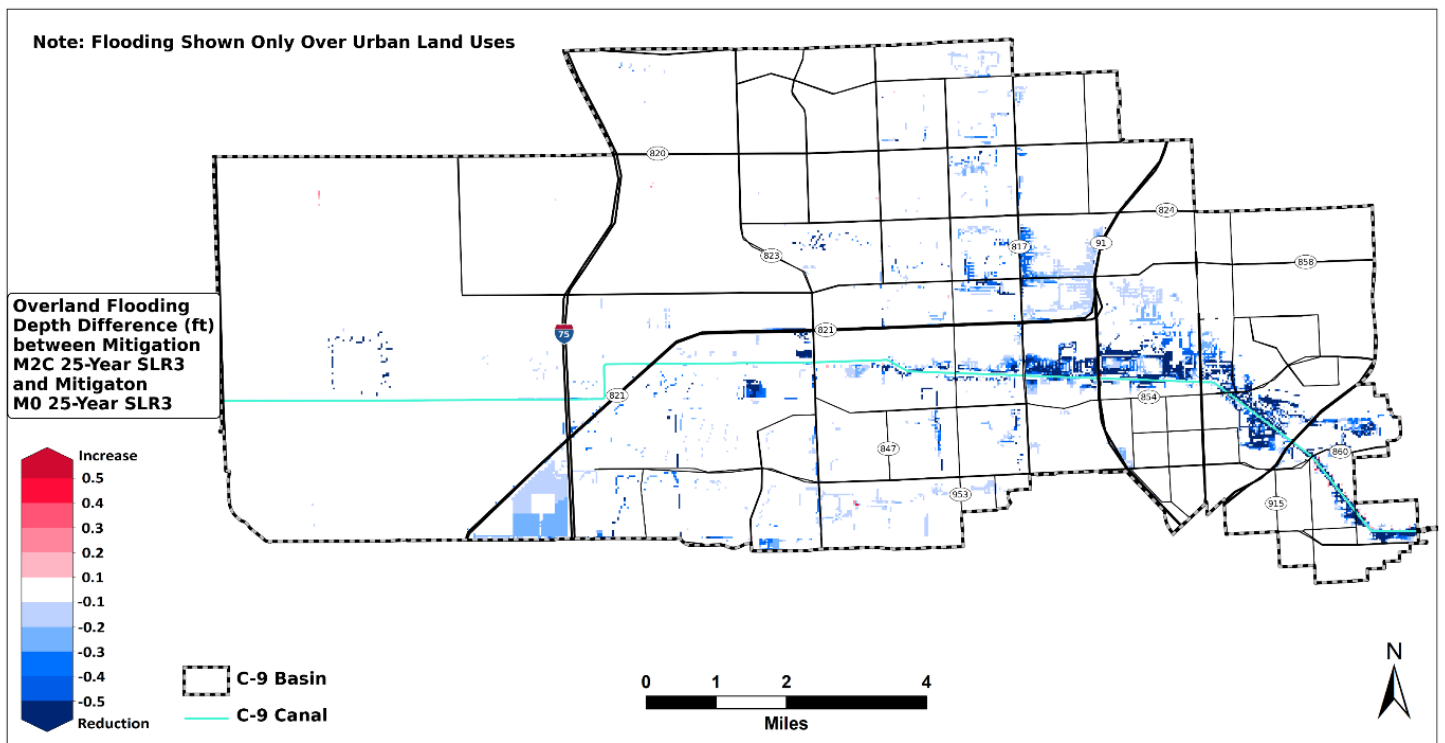 Note: Flooding Shown Only Over Urban Land Uses
820
824
817
91
823
858
Overland Flooding
Depth Difference (ft)
between Mitigation
M2C 25-Year SLR3
and Mitigaton
M0 25-Year SLR3
75
821
821
854
847
860
953
915
Increase
0.5
0.4
0.3
0.2
0.1
-0.1
-0.2
-0.3
-0.4
-0.5
Reduction
C-9 Basin
C-9 Canal
0 1 2 4
Miles
N